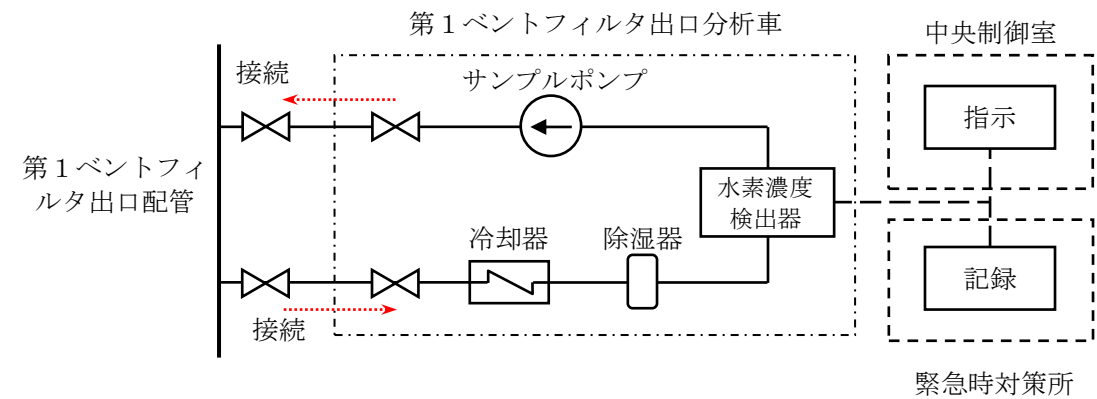 第１ベントフィルタ出口分析車
中央制御室
接続
サンプルポンプ
指示
第１ベントフィ
ルタ出口配管
水素濃度
検出器
冷却器
除湿器
記録
接続
緊急時対策所